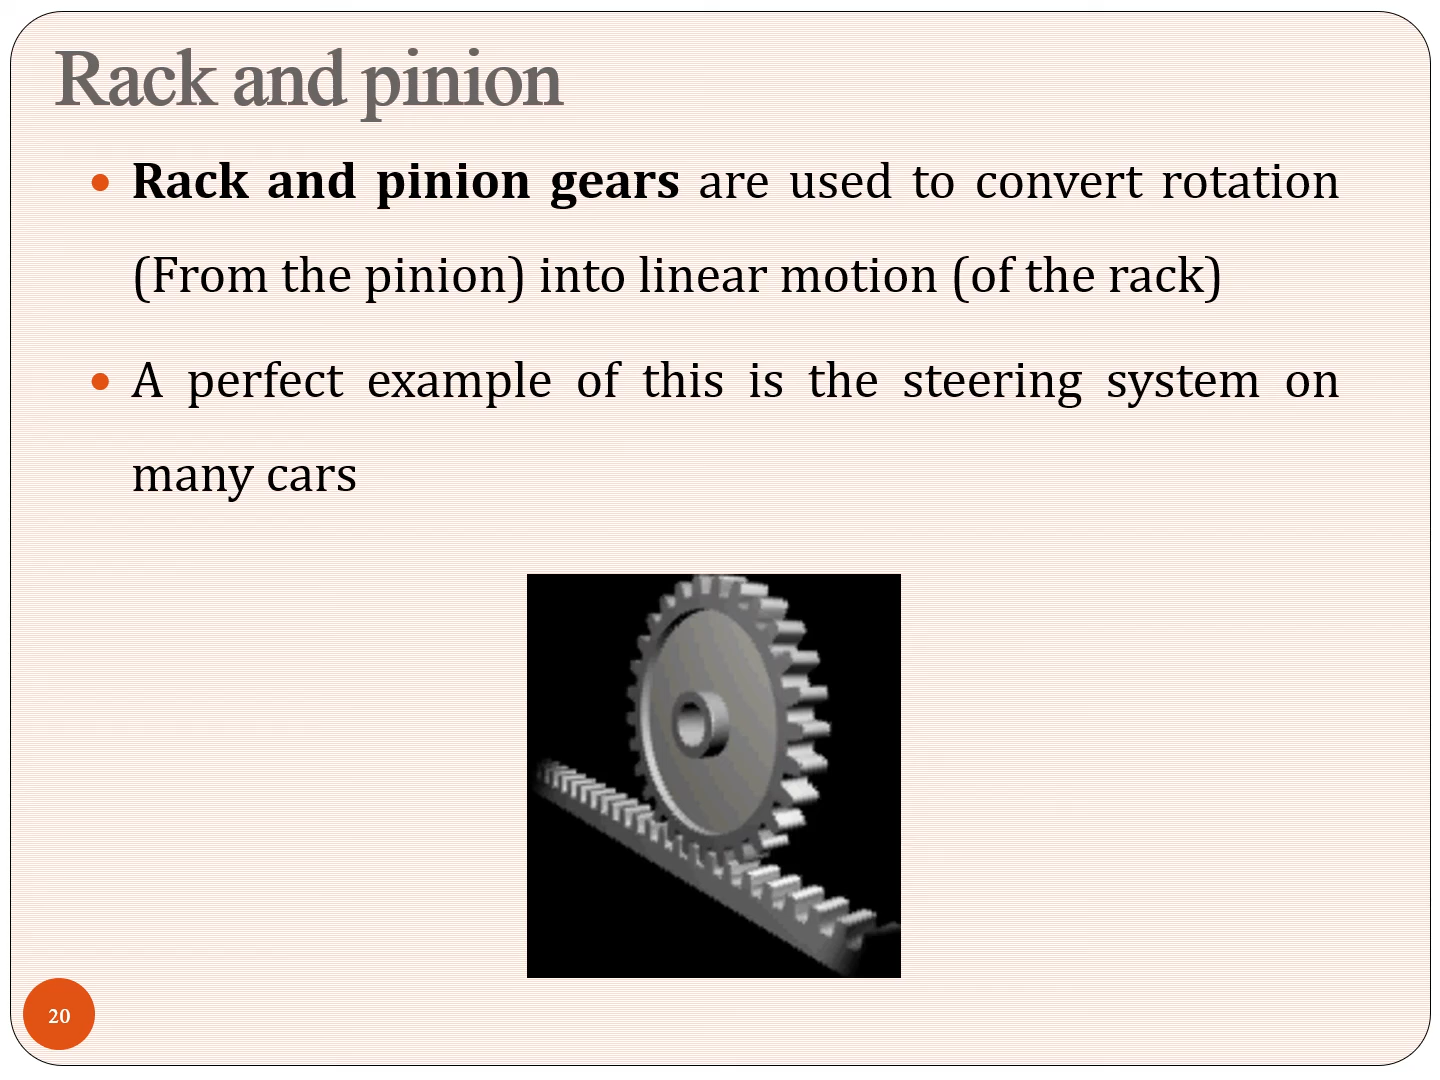 Rack and pinion
Rack and pinion gears are used to convert rotation
(From the pinion) into linear motion (of the rack)
A perfect example of this is the steering system on
many cars
20